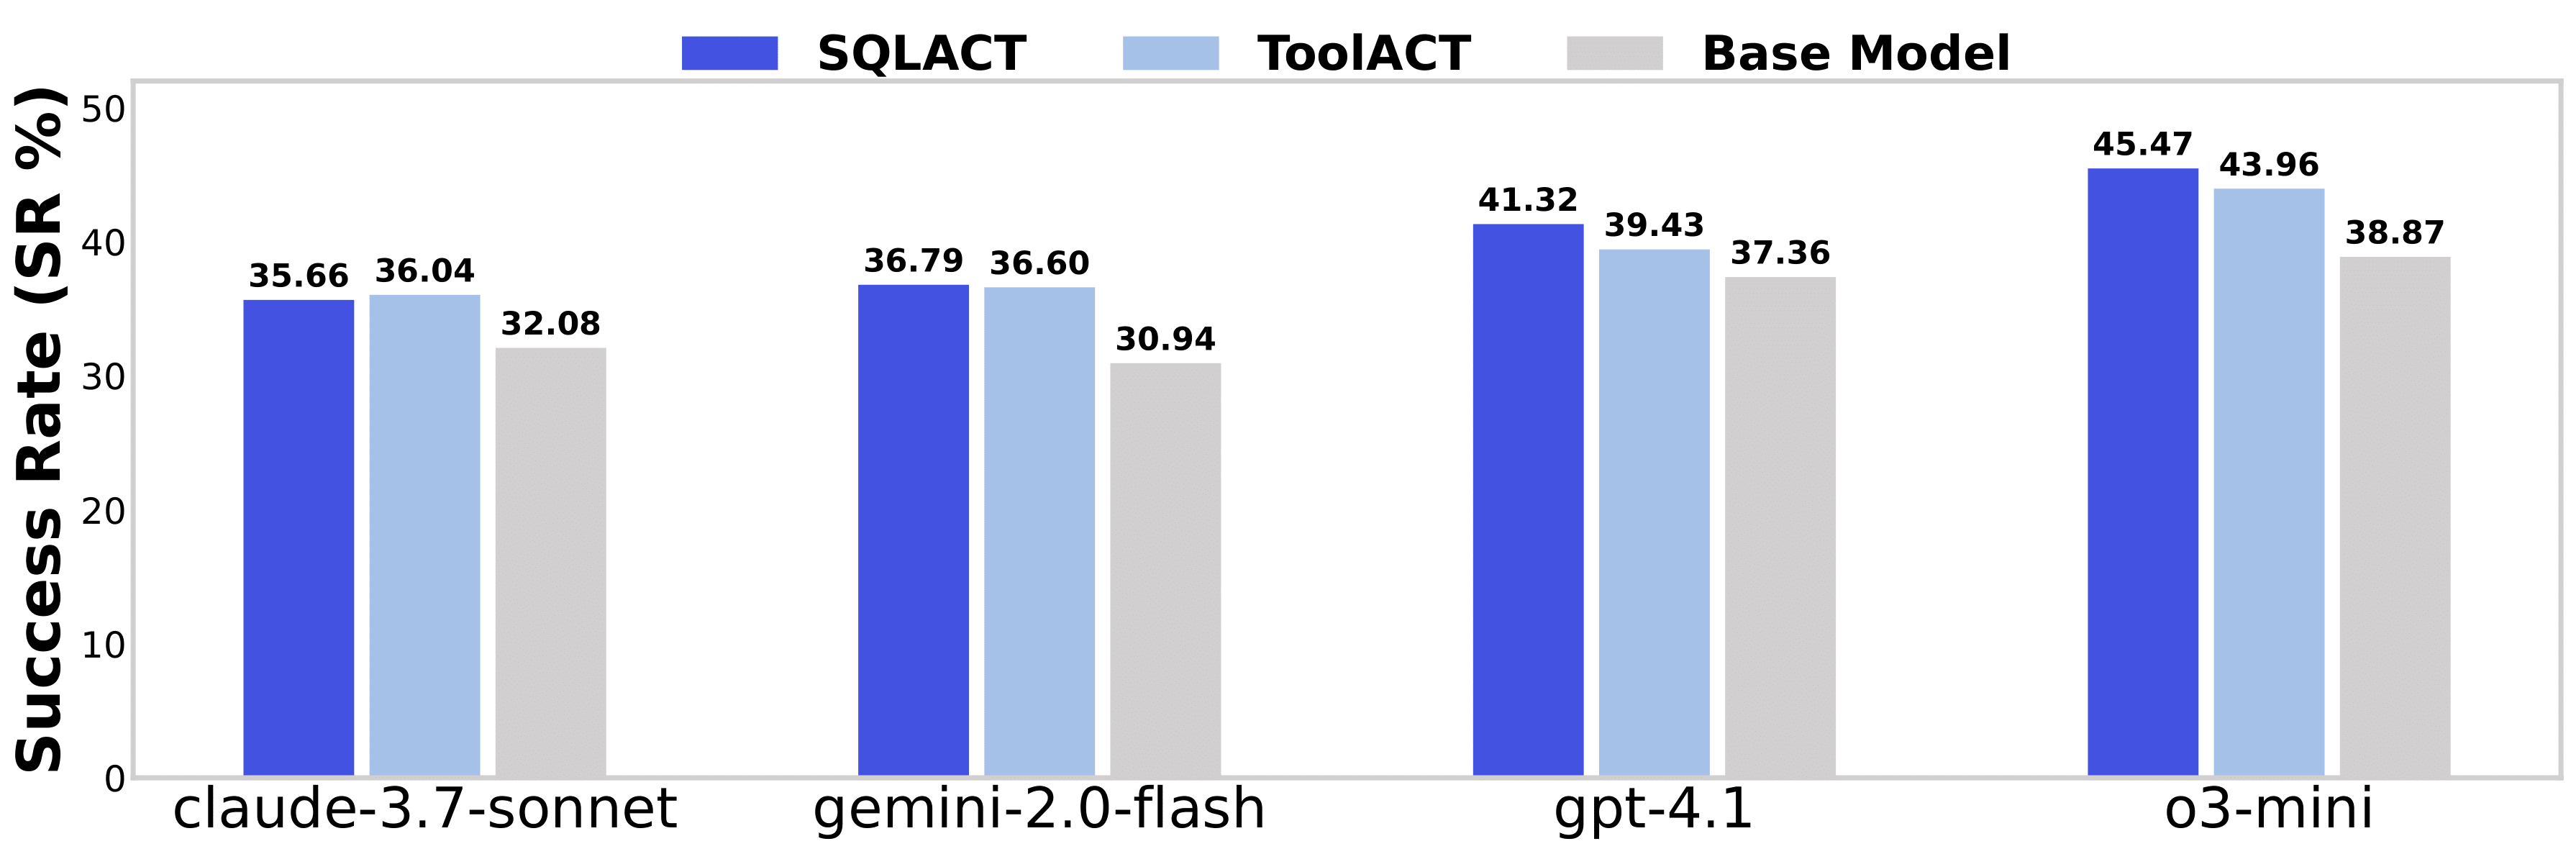 SQLACT ToolACT Base Model
Success Rate (SR %)
50
40
30
20
10
0
35.66 36.04 32.08
36.79 36.60 30.94
41.32 39.43 37.36
45.47 43.96 38.87
claude-3.7-sonnet gemini-2.0-flash gpt-4.1 o3-mini